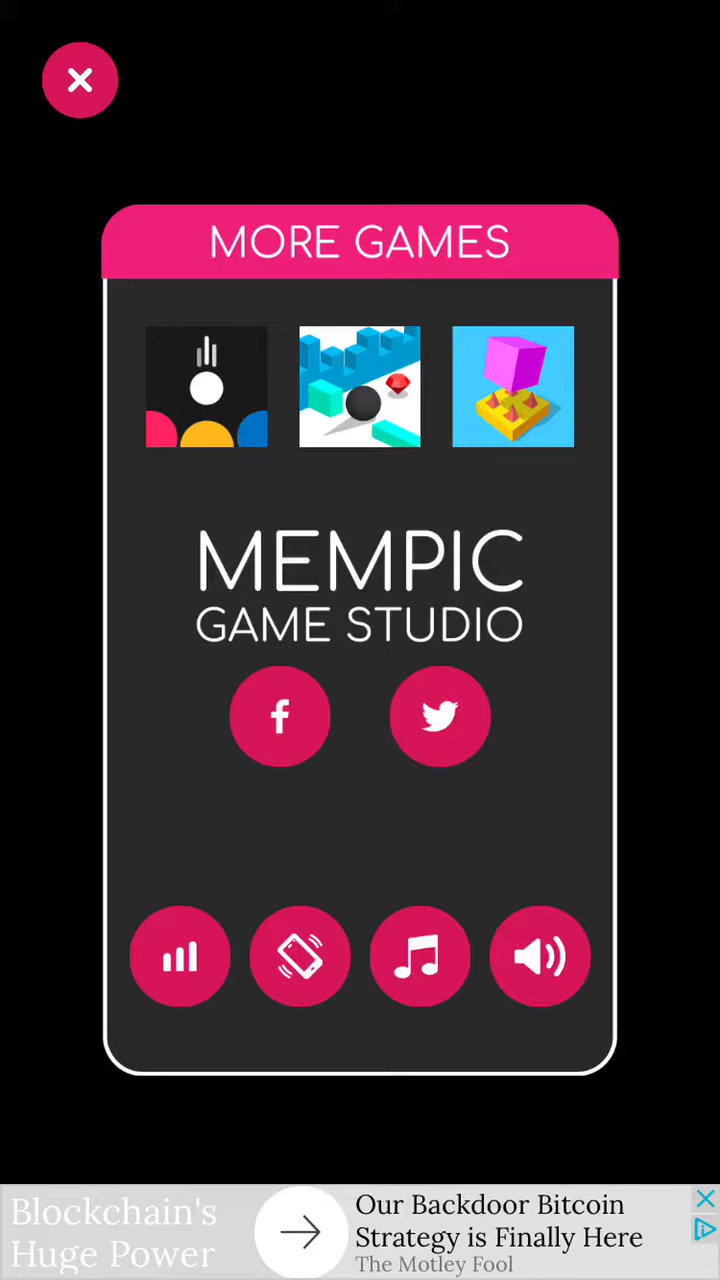 MORE GAMES
MEMPIC
GAME STUDIO
Blockchain's
Huge Power
Our Backdoor Bitcoin
Strategy is Finally Here
The Motley Fool